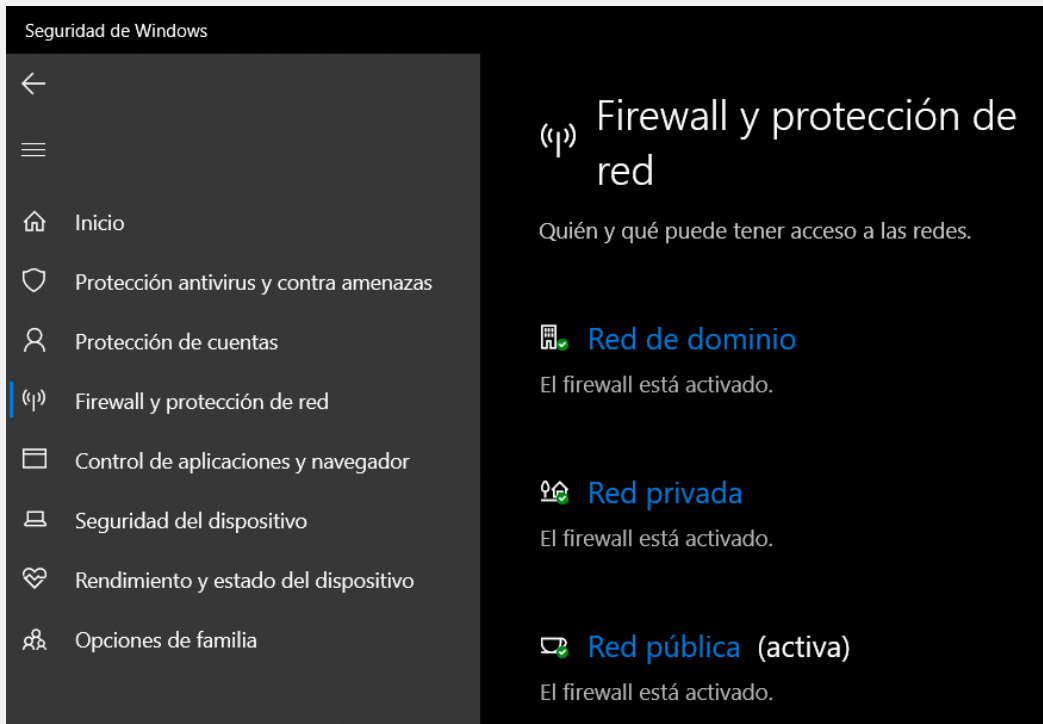 Seguridad de Windows
Inicio
Protección antivirus y contra amenazas
Protección de cuentas
Firewall y protección de red
Control de aplicaciones y navegador
Seguridad del dispositivo
Rendimiento y estado del dispositivo
Opciones de familia
Firewall y protección de
red
Quién y qué puede tener acceso a las redes.
Red de dominio
El firewall está activado.
Red privada
El firewall está activado.
Red pública (activa)
El firewall está activado.